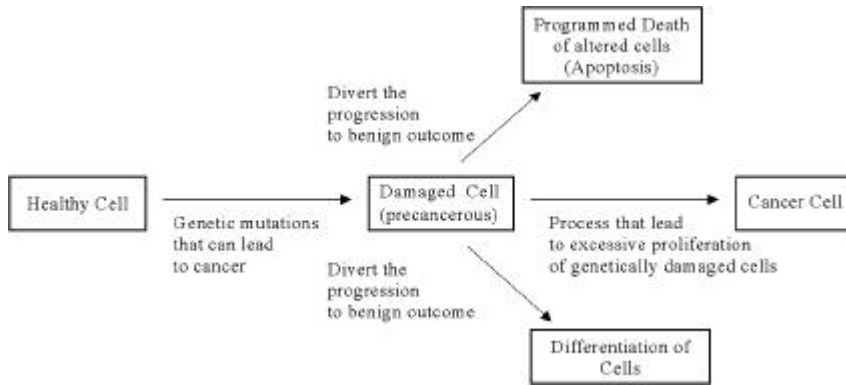 Programmed Death
of altered cells
(Apoptosis)
Divert the
progression
to benign outcome
Healthy Cell
Genetic mutations
that can lead
to cancer
Damaged Cell
(precancerous)
Process that lead
to excessive proliferation
of genetically damaged cells
Cancer Cell
Divert the
progression
to benign outcome
Differentiation of
Cells